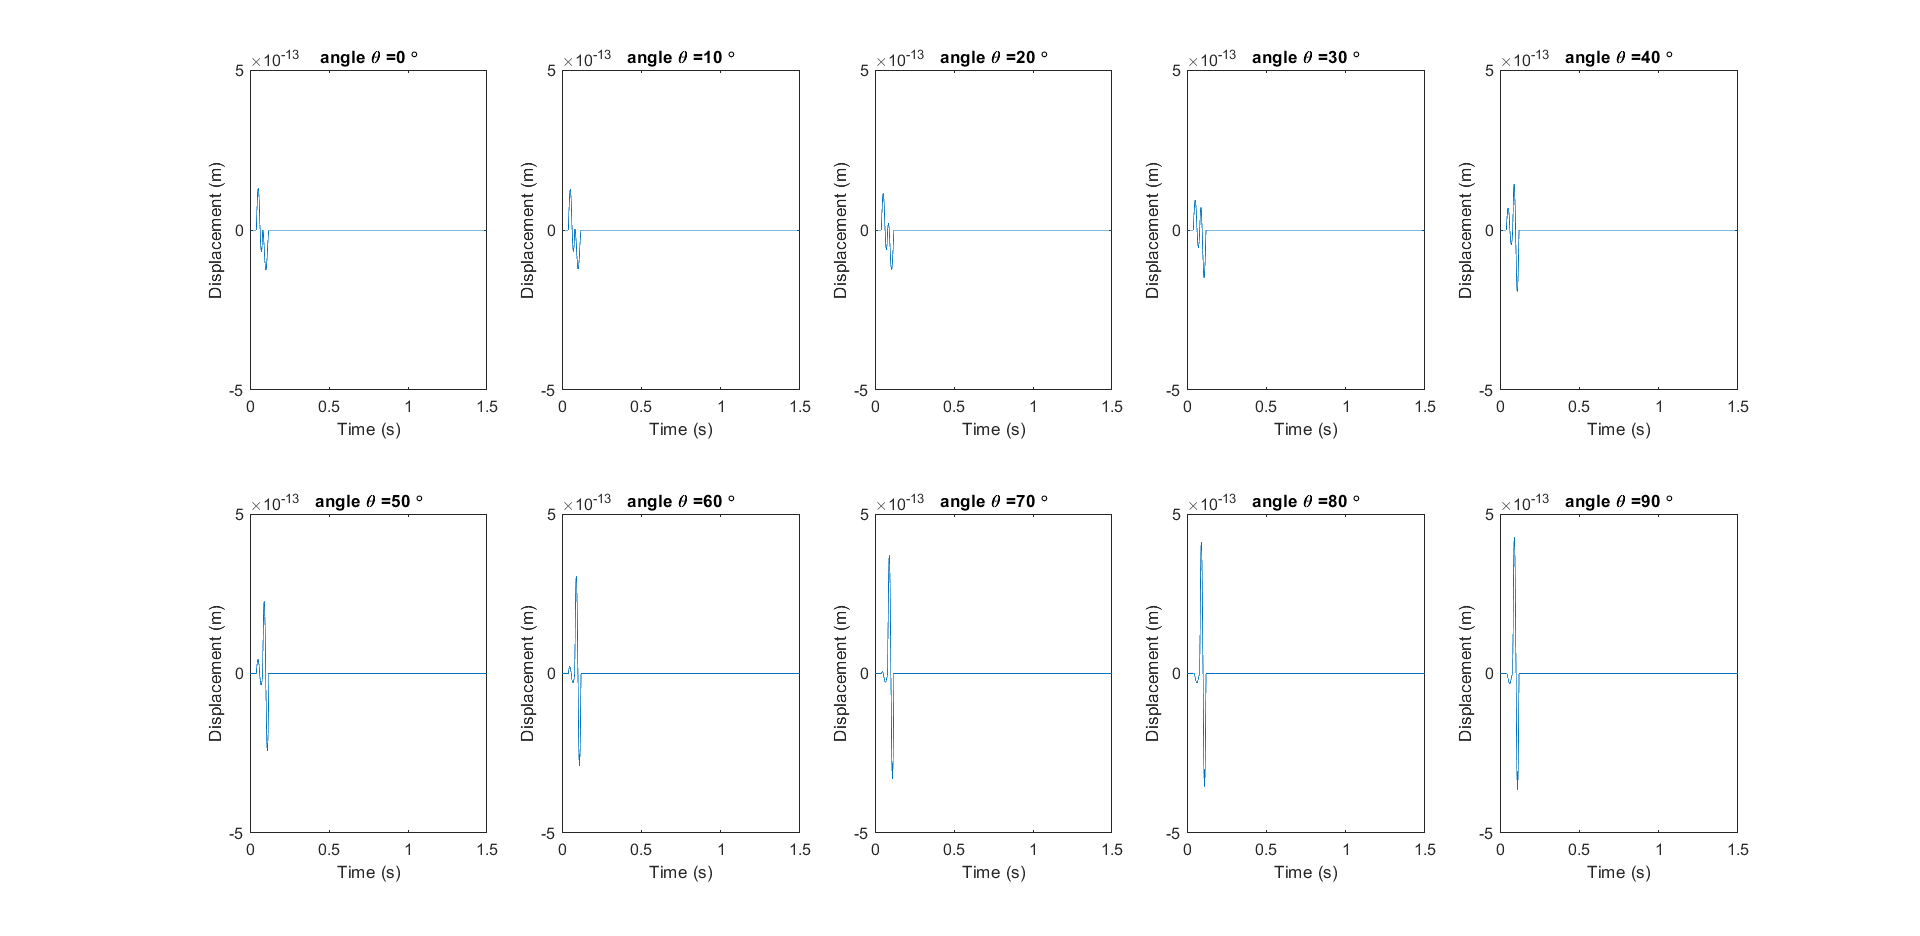 ×10-13 angle θ =0 °
5
0
-5
Displacement (m)
0 0.5 1 1.5
Time (s)
×10-13 angle θ =10 °
5
0
-5
Displacement (m)
0 0.5 1 1.5
Time (s)
×10-13 angle θ =20 °
5
0
-5
Displacement (m)
0 0.5 1 1.5
Time (s)
×10-13 angle θ =30 °
5
0
-5
Displacement (m)
0 0.5 1 1.5
Time (s)
×10-13 angle θ =40 °
5
0
-5
Displacement (m)
0 0.5 1 1.5
Time (s)
×10-13 angle θ =50 °
5
0
-5
Displacement (m)
0 0.5 1 1.5
Time (s)
×10-13 angle θ =60 °
5
0
-5
Displacement (m)
0 0.5 1 1.5
Time (s)
×10-13 angle θ =70 °
5
0
-5
Displacement (m)
0 0.5 1 1.5
Time (s)
×10-13 angle θ =80 °
5
0
-5
Displacement (m)
0 0.5 1 1.5
Time (s)
×10-13 angle θ =90 °
5
0
-5
Displacement (m)
0 0.5 1 1.5
Time (s)